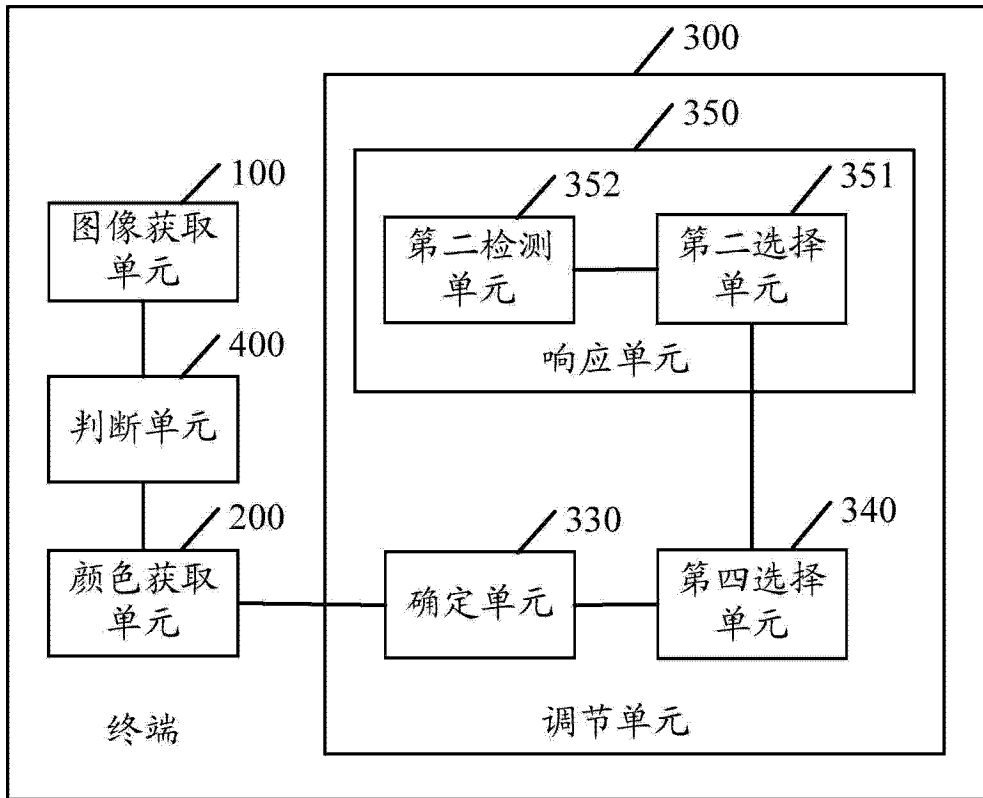 300
350
100
352
351
图像获取
单元
第二检测
单元
第二选择
单元
400
响应单元
判断单元
200
330
340
颜色获取
单元
确定单元
第四选择
单元
终端
调节单元